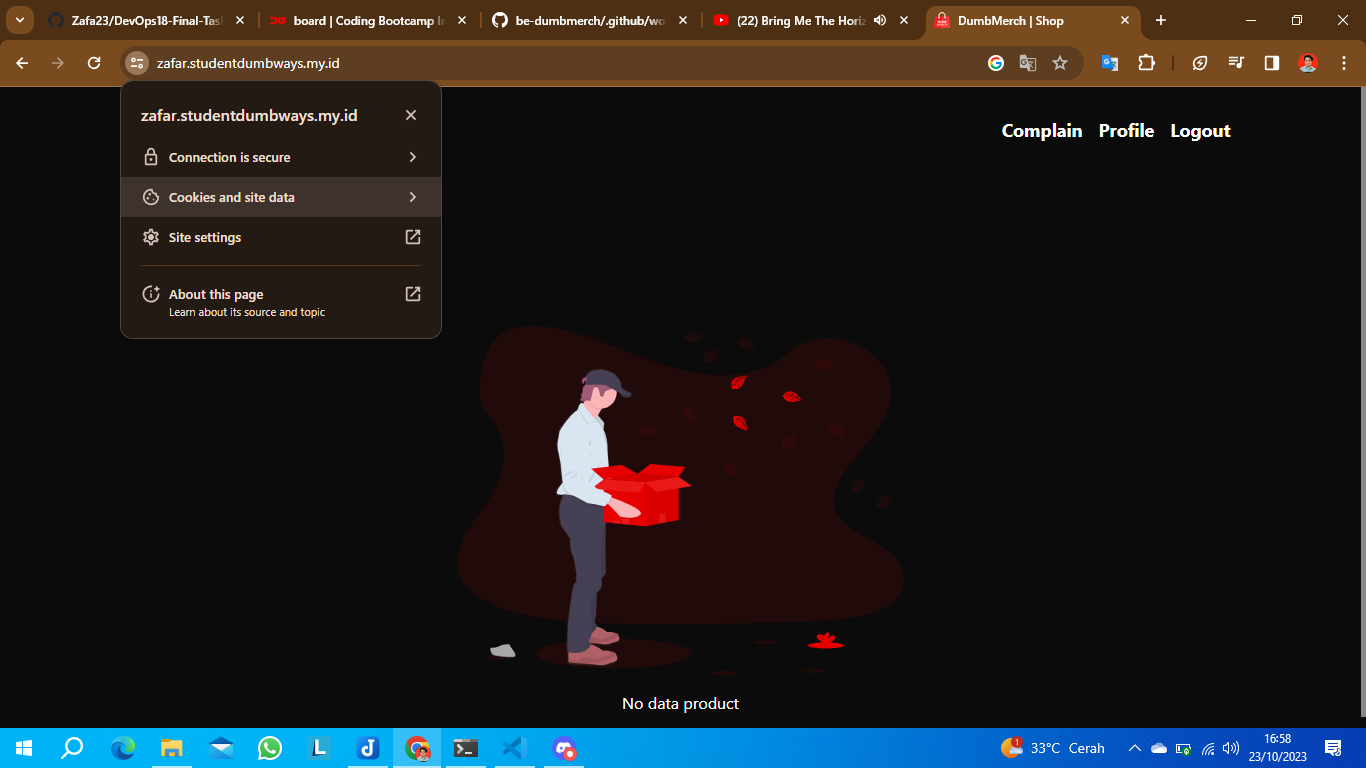 Zafa23/DevOps18-Final-Tas
board | Coding Bootcamp I
be-dumbmerch/.github/wo
(22) Bring Me The Horiz
DumbMerch | Shop
zafar.studentdumbways.my.id
zafar.studentdumbways.my.id
Connection is secure
Cookies and site data
Site settings
About this page
Learn about its source and topic
Complain Profile Logout
No data product
1
33°C Cerah
16:58
23/10/2023